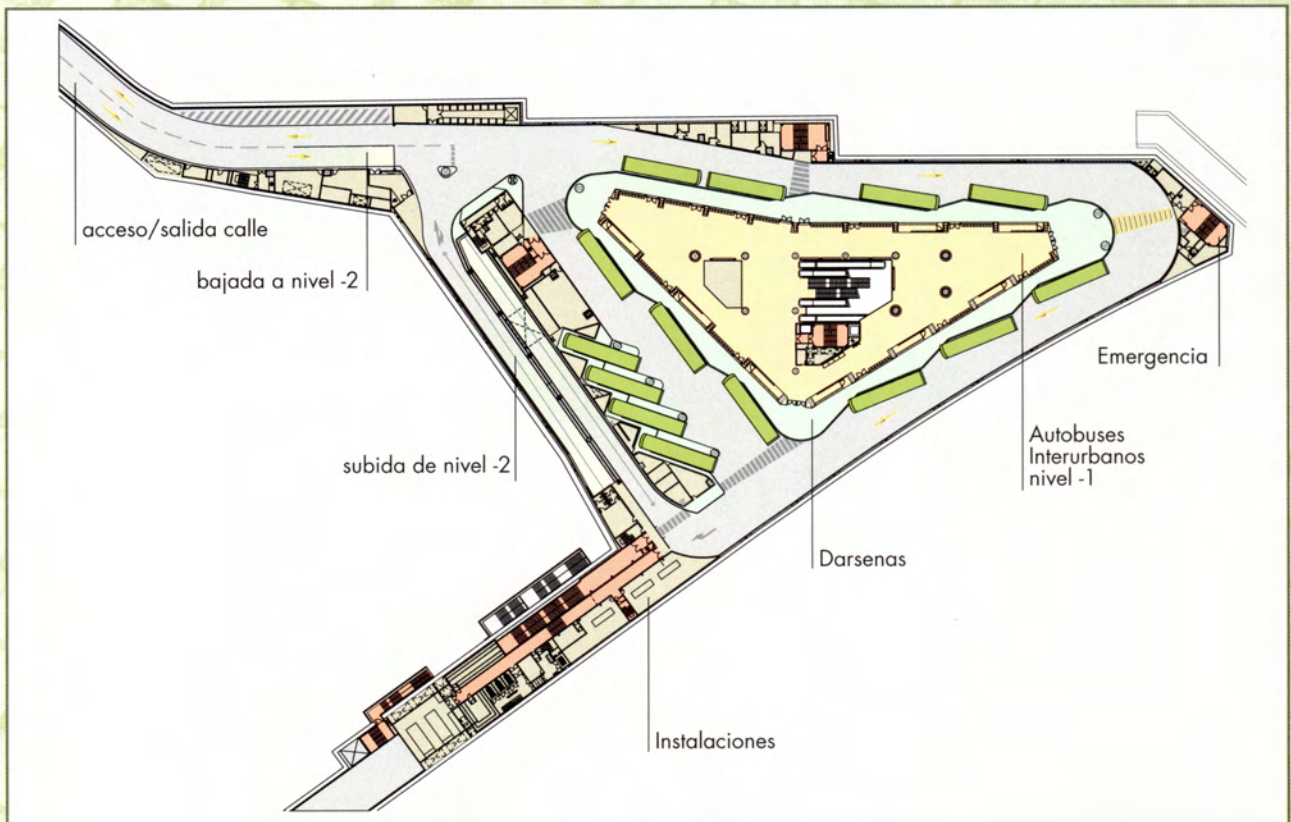 acceso/salida calle
bajada a nivel -2
subida de nivel -2
Emergencia
Autobuses
Interurbanos
nivel -1
Darsenas
Instalaciones